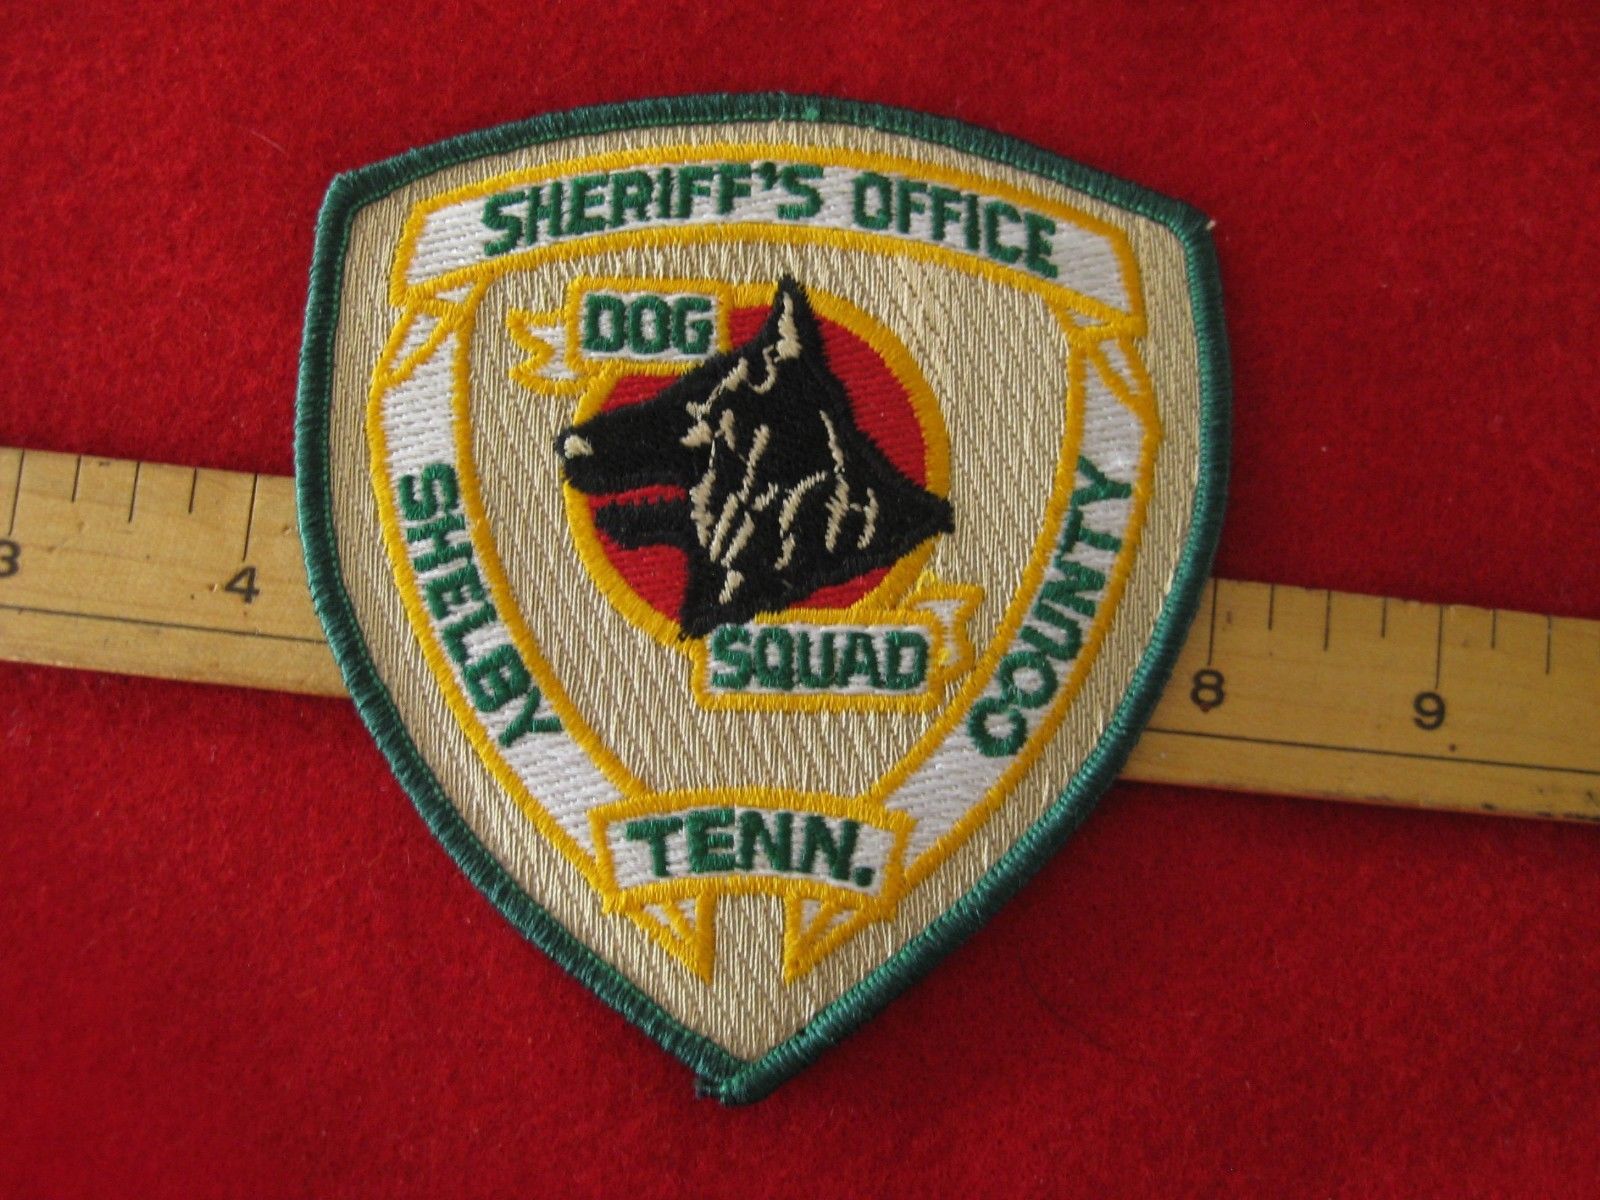 SHERIFF'S OFFICE
DOG
SQUAD
SHELBY
COUNTY
TENN.
3
4
8
9